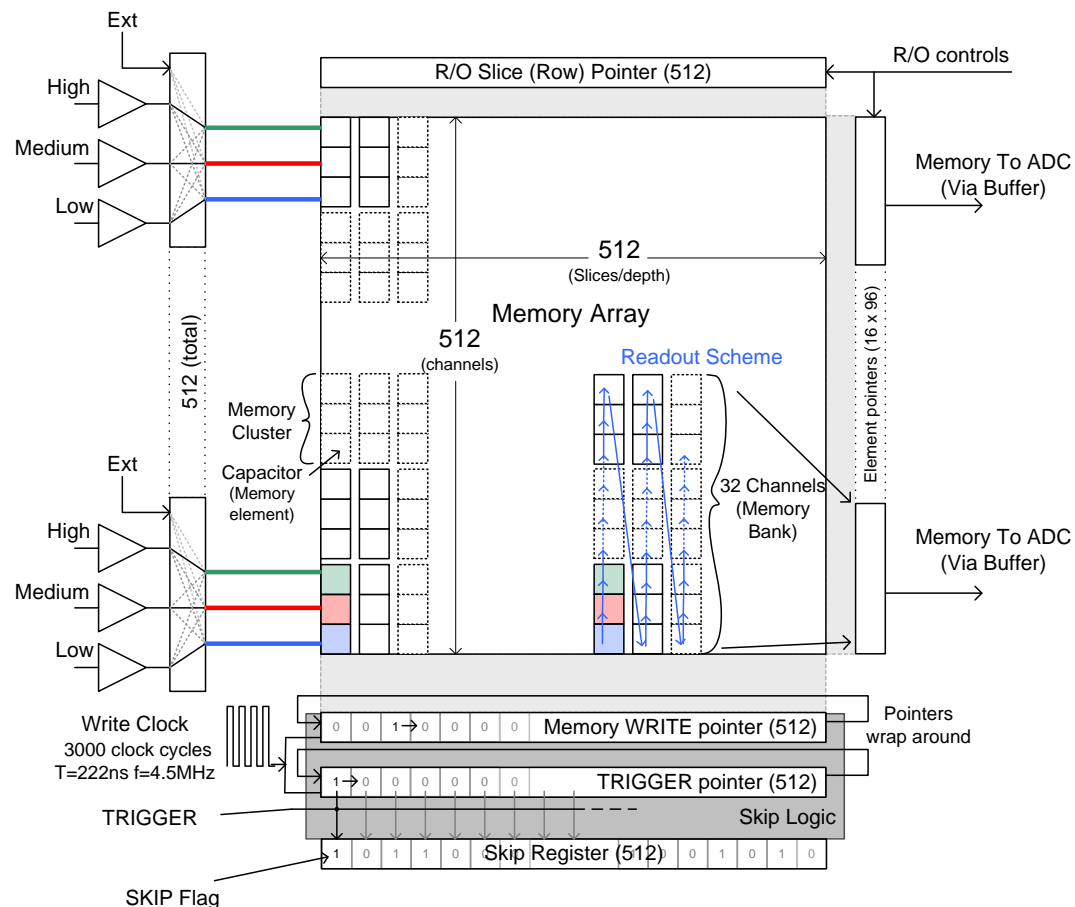 Ext
R/O Slice (Row) Pointer (512)
R/O controls
High
Medium
Low
Memory To ADC
(Via Buffer)
512
(Slices/depth)
Memory Array
512
(channels)
512 (total)
Element pointers (16 x 96)
Readout Scheme
Memory
Cluster
Capacitor
(Memory
element)
32 Channels
(Memory
Bank)
Ext
High
Medium
Low
Memory To ADC
(Via Buffer)
Write Clock
3000 clock cycles
T=222ns f=4.5MHz
0 0 1 0 0 0 0 Memory WRITE pointer (512)
Pointers
wrap around
1 0 0 0 0 0 0 TRIGGER pointer (512)
TRIGGER
Skip Logic
1 0 1 1 0 0 0 Skip Register (512) 1 0 0 1 0 1 0
SKIP Flag